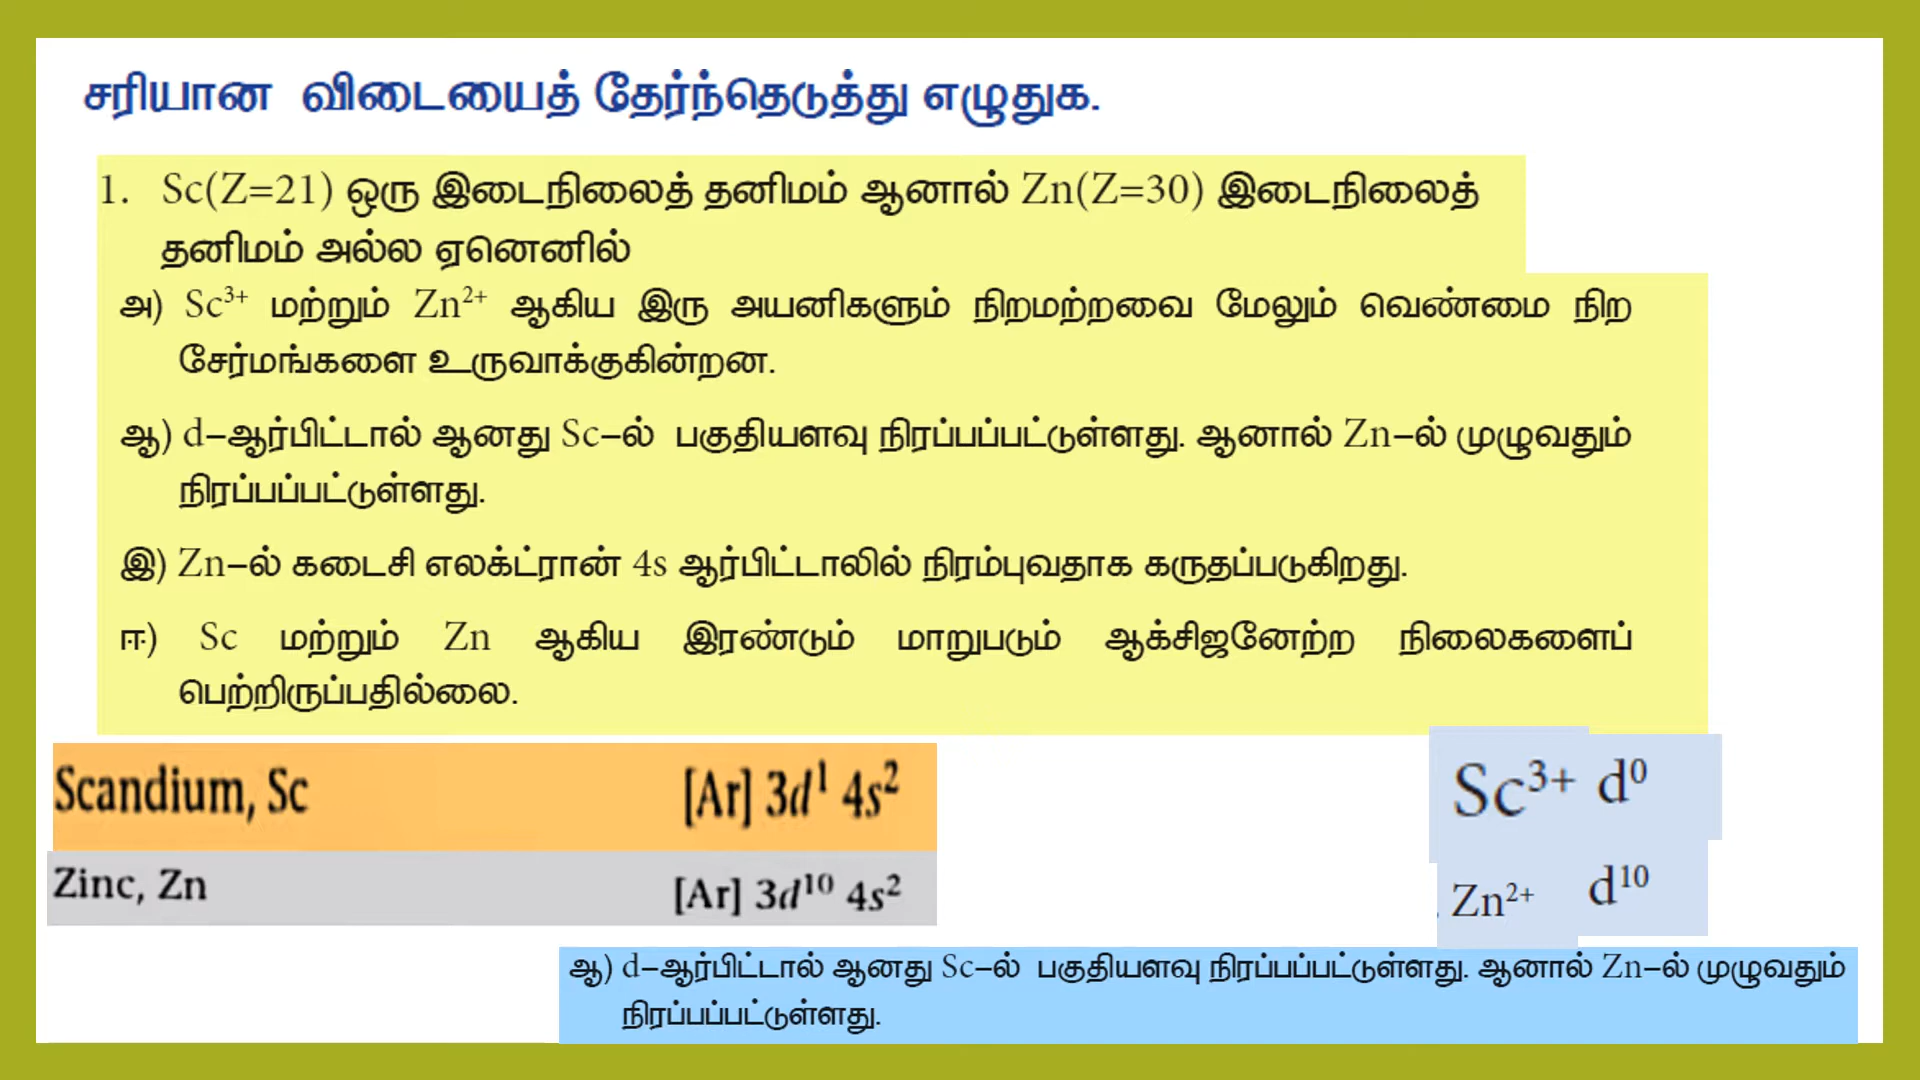 சரியான விடையைத் தேர்ந்தெடுத்து எழுதுக.
1. Sc(Z=21) ஒரு இடைநிலைத் தனிமம் ஆனால் Zn(Z=30) இடைநிலைத்
தனிமம் அல்ல ஏனெனில்
அ) Sc³⁺ மற்றும் Zn²⁺ ஆகிய இரு அயனிகளும் நிறமற்றவை மேலும் வெண்மை நிற
சேர்மங்களை உருவாக்குகின்றன.
ஆ) d–ஆர்பிட்டால் ஆனது Sc–ல் பகுதியளவு நிரப்பப்பட்டுள்ளது. ஆனால் Zn–ல் முழுவதும்
நிரப்பப்பட்டுள்ளது.
இ) Zn–ல் கடைசி எலக்ட்ரான் 4s ஆர்பிட்டாலில் நிரம்புவதாக கருதப்படுகிறது.
ஈ) Sc மற்றும் Zn ஆகிய இரண்டும் மாறுபடும் ஆக்சிஜனேற்ற நிலைகளைப்
பெற்றிருப்பதில்லை.
Scandium, Sc [Ar] 3d¹ 4s²
Sc³⁺ d⁰
Zinc, Zn [Ar] 3d¹⁰ 4s²
Zn²⁺ d¹⁰
ஆ) d–ஆர்பிட்டால் ஆனது Sc–ல் பகுதியளவு நிரப்பப்பட்டுள்ளது. ஆனால் Zn–ல் முழுவதும்
நிரப்பப்பட்டுள்ளது.